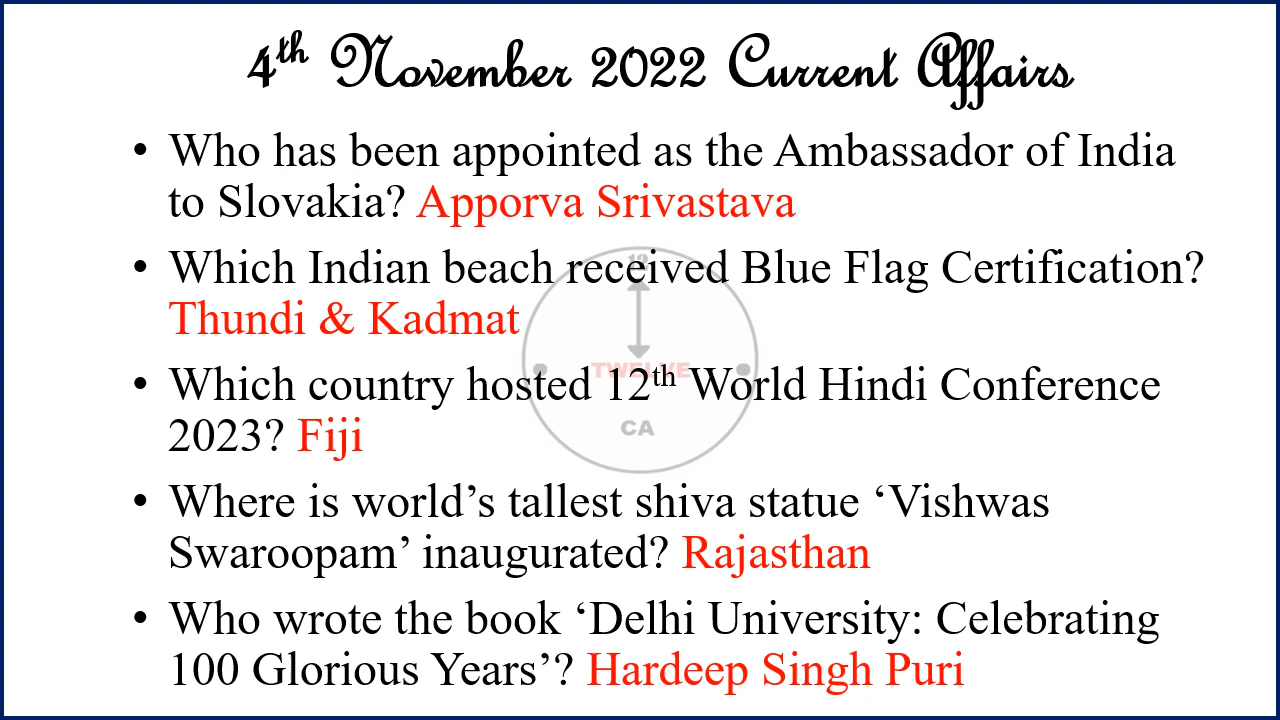 4th November 2022 Current Affairs
• Who has been appointed as the Ambassador of India
to Slovakia? Apporva Srivastava
• Which Indian beach received Blue Flag Certification?
Thundi & Kadmat
• Which country hosted 12th World Hindi Conference
2023? Fiji
• Where is world’s tallest shiva statue ‘Vishwas
Swaroopam’ inaugurated? Rajasthan
• Who wrote the book ‘Delhi University: Celebrating
100 Glorious Years’? Hardeep Singh Puri
12
TWELVE
CA